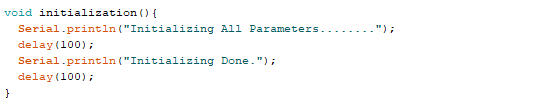 void initialization(){
  Serial.println("Initializing All Parameters........");
  delay(100);
  Serial.println("Initializing Done.");
  delay(100);
}